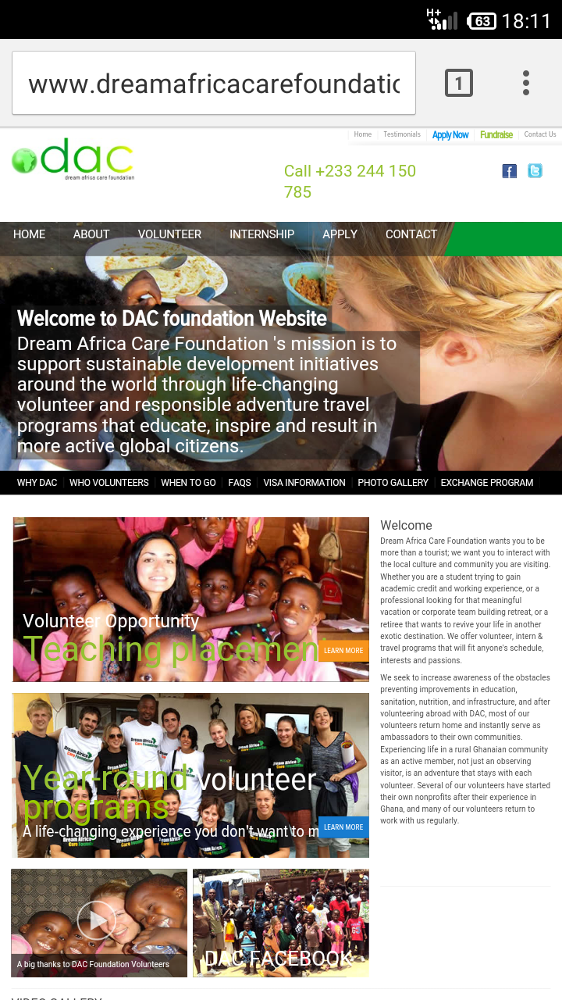 H+
63
18:11
www.dreamafricacarefoundatio
1
Home
Testimonials
Apply Now
Fundraise
Contact Us
dac
dream africa care foundation
Call +233 244 150
785
HOME
ABOUT
VOLUNTEER
INTERNSHIP
APPLY
CONTACT
Welcome to DAC foundation Website
Dream Africa Care Foundation 's mission is to
support sustainable development initiatives
around the world through life-changing
volunteer and responsible adventure travel
programs that educate, inspire and result in
more active global citizens.
WHY DAC
WHO VOLUNTEERS
WHEN TO GO
FAQS
VISA INFORMATION
PHOTO GALLERY
EXCHANGE PROGRAM
Volunteer Opportunity
Teaching placement
LEARN MORE
Year-round volunteer
programs
A life-changing experience you don't want to m
LEARN MORE
A big thanks to DAC Foundation Volunteers
DAC FACEBOOK
Welcome
Dream Africa Care Foundation wants you to be
more than a tourist; we want you to interact with
the local culture and community you are visiting.
Whether you are a student trying to gain
academic credit and working experience, or a
professional looking for that meaningful
vacation or corporate team building retreat, or a
retiree that wants to revive your life in another
exotic destination. We offer volunteer, intern &
travel programs that will fit anyone's schedule,
interests and passions.
We seek to increase awareness of the obstacles
preventing improvements in education,
sanitation, nutrition, and infrastructure, and after
volunteering abroad with DAC, most of our
volunteers return home and instantly serve as
ambassadors to their own communities.
Experiencing life in a rural Ghanaian community
as an active member, not just an observing
visitor, is an adventure that stays with each
volunteer. Several of our volunteers have started
their own nonprofits after their experience in
Ghana, and many of our volunteers return to
work with us regularly.
VIDEO GALLERY